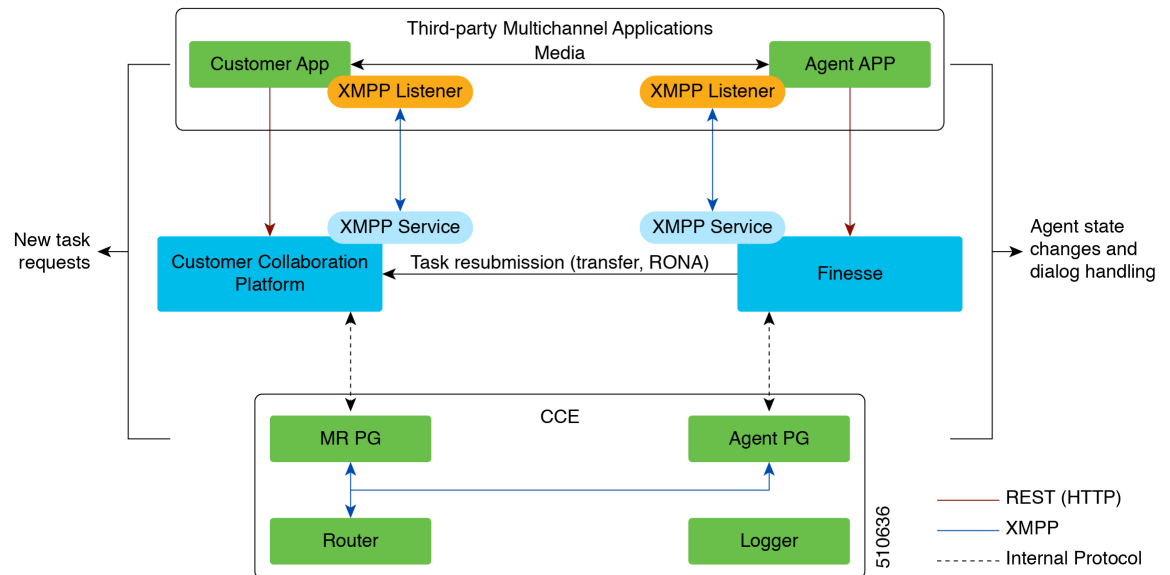 Third-party Multichannel Applications
Media
Customer App
Agent APP
XMPP Listener
XMPP Listener
XMPP Service
XMPP Service
New task
requests
Customer Collaboration
Platform
Task resubmission (transfer, RONA)
Finesse
Agent state
changes and
dialog handling
CCE
MR PG
Agent PG
Router
Logger
510636
REST (HTTP)
XMPP
Internal Protocol